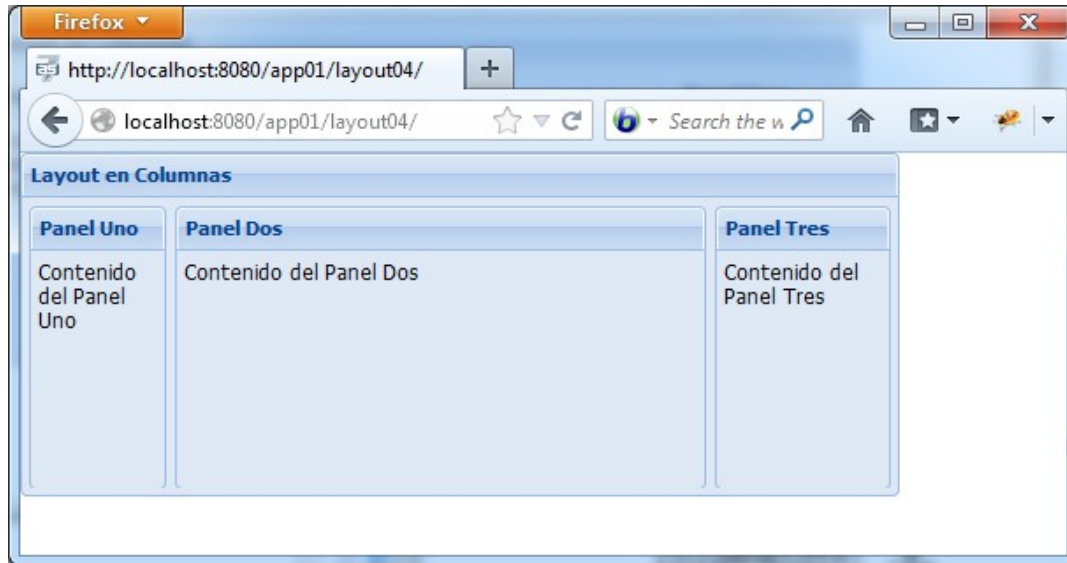 Firefox
http://localhost:8080/app01/layout04/
localhost:8080/app01/layout04/
Search the w
Layout en Columnas
Panel Uno
Panel Dos
Panel Tres
Contenido
del Panel
Uno
Contenido del Panel Dos
Contenido del
Panel Tres